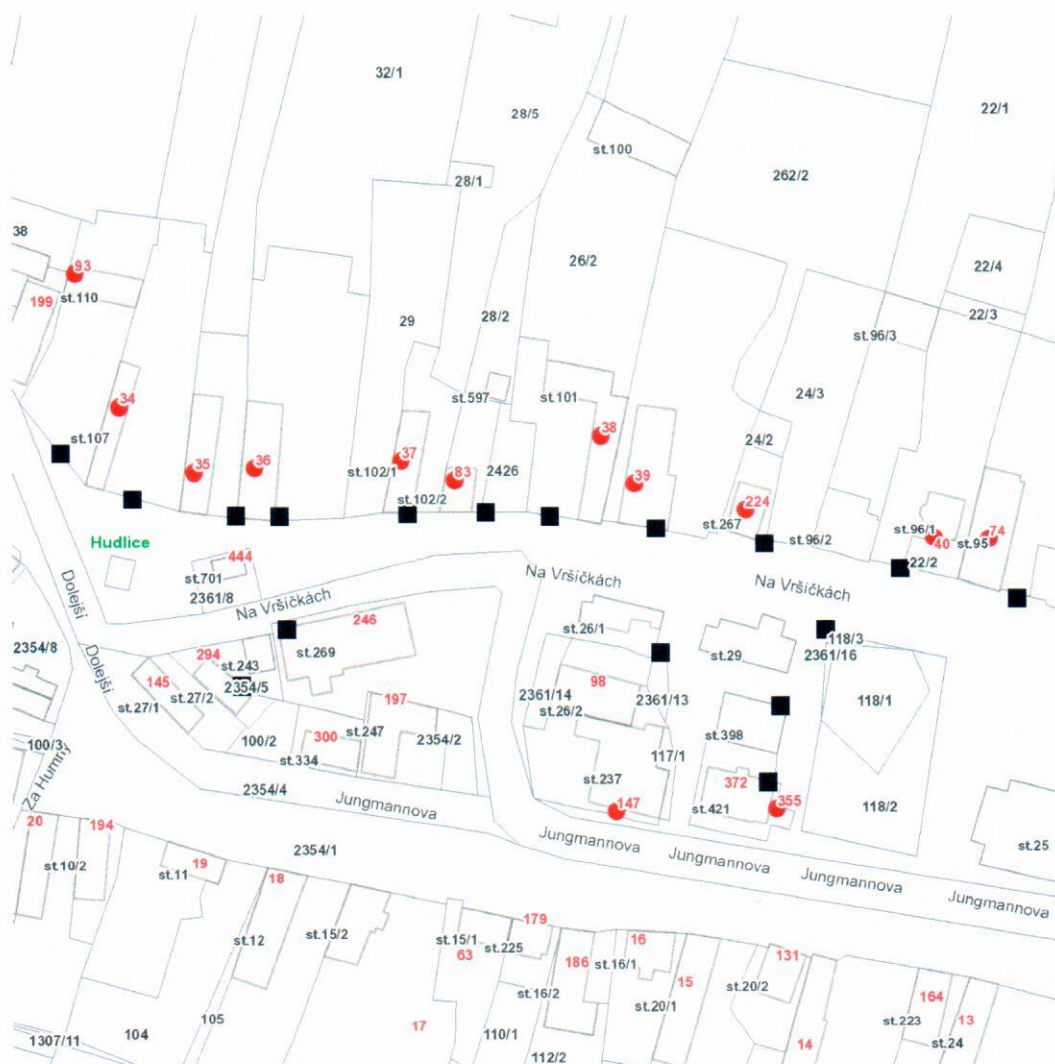 32/1
22/1
28/5
st.100
28/1
262/2
38
26/2
22/4
93
st.110
199
29
28/2
22/3
st.96/3
st.597
st.101
24/3
34
st.107
38
24/2
35
36
37
st.102/1
83
2426
39
st.102/2
224
st.267
st.96/2
st.96/1
40
st.95
74
22/2
Hudlice
444
st.701
2361/8
Na Vršíčkách
Na Vršíčkách
Na Vršíčkách
Dolejší
246
st.26/1
118/3
2361/16
2354/8
294
st.243
st.269
st.29
Dolejší
145
st.27/2
2354/5
98
2361/14
2361/13
118/1
st.27/1
197
st.26/2
st.247
300
2354/2
st.398
100/3
100/2
117/1
st.334
st.237
372
Za Humny
2354/4
Jungmannova
147
st.421
355
118/2
20
194
Jungmannova
Jungmannova
Jungmannova
Jungmannova
st.25
st.10/2
19
st.11
2354/1
18
st.12
st.15/2
179
st.15/1
st.225
63
16
186
st.16/1
131
15
st.20/2
164
13
st.16/2
st.20/1
105
104
17
110/1
st.223
st.24
14
1307/11
112/2